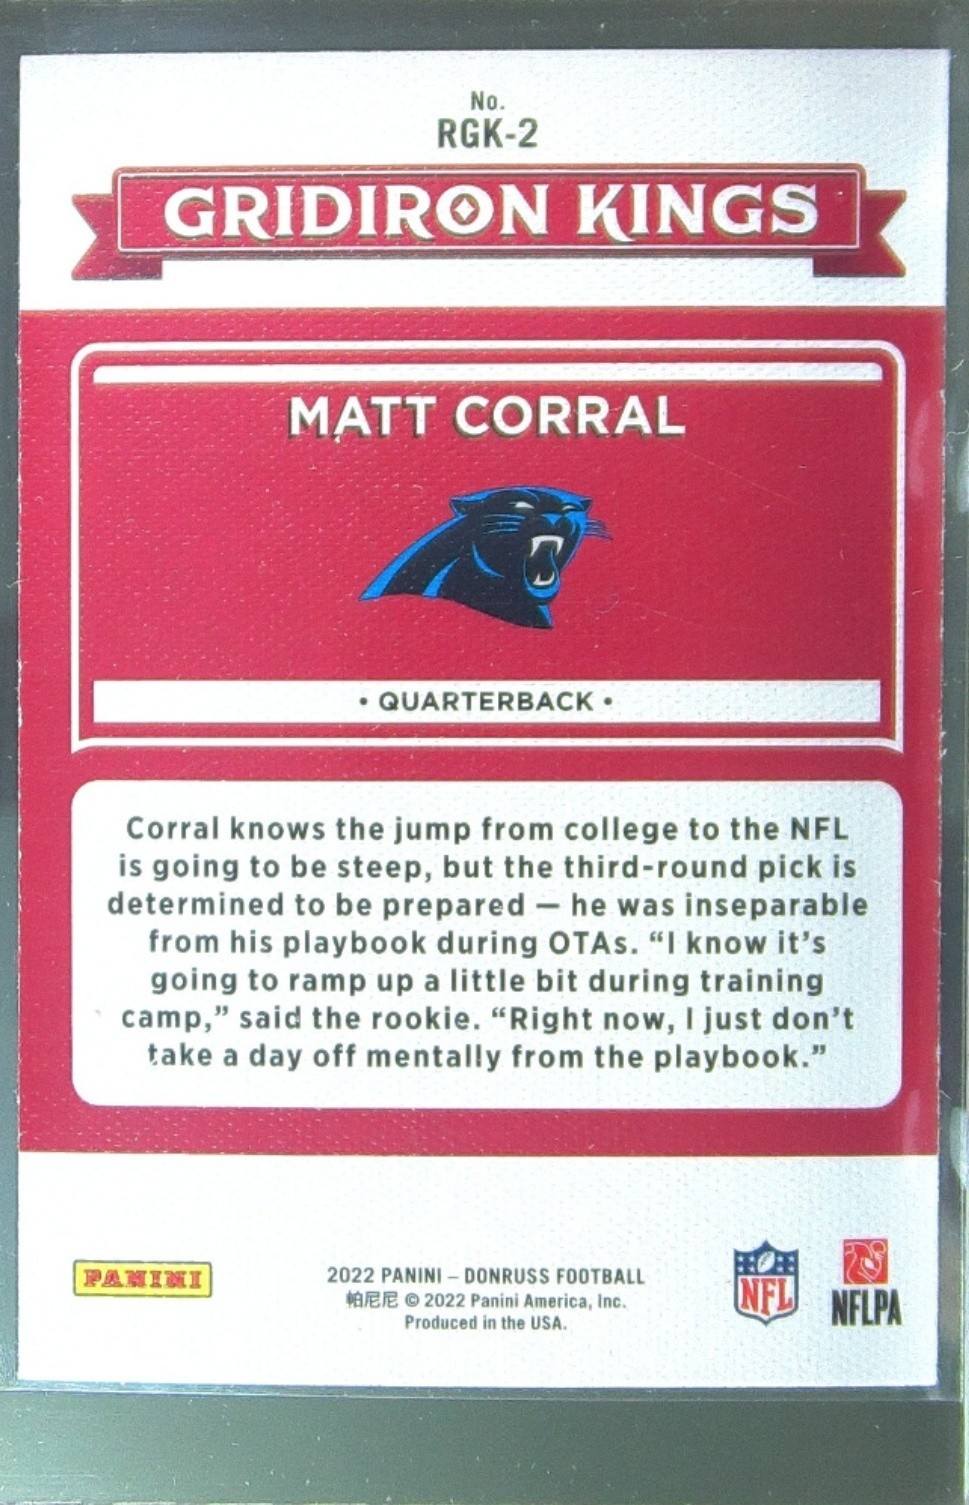 No.
RGK-2
GRIDIRON KINGS
MATT CORRAL
• QUARTERBACK •
Corral knows the jump from college to the NFL
is going to be steep, but the third-round pick is
determined to be prepared — he was inseparable
from his playbook during OTAs. “I know it’s
going to ramp up a little bit during training
camp,” said the rookie. “Right now, I just don’t
take a day off mentally from the playbook.”
PANINI
2022 PANINI – DONRUSS FOOTBALL
帕尼尼 © 2022 Panini America, Inc.
Produced in the USA.
NFL
NFLPA